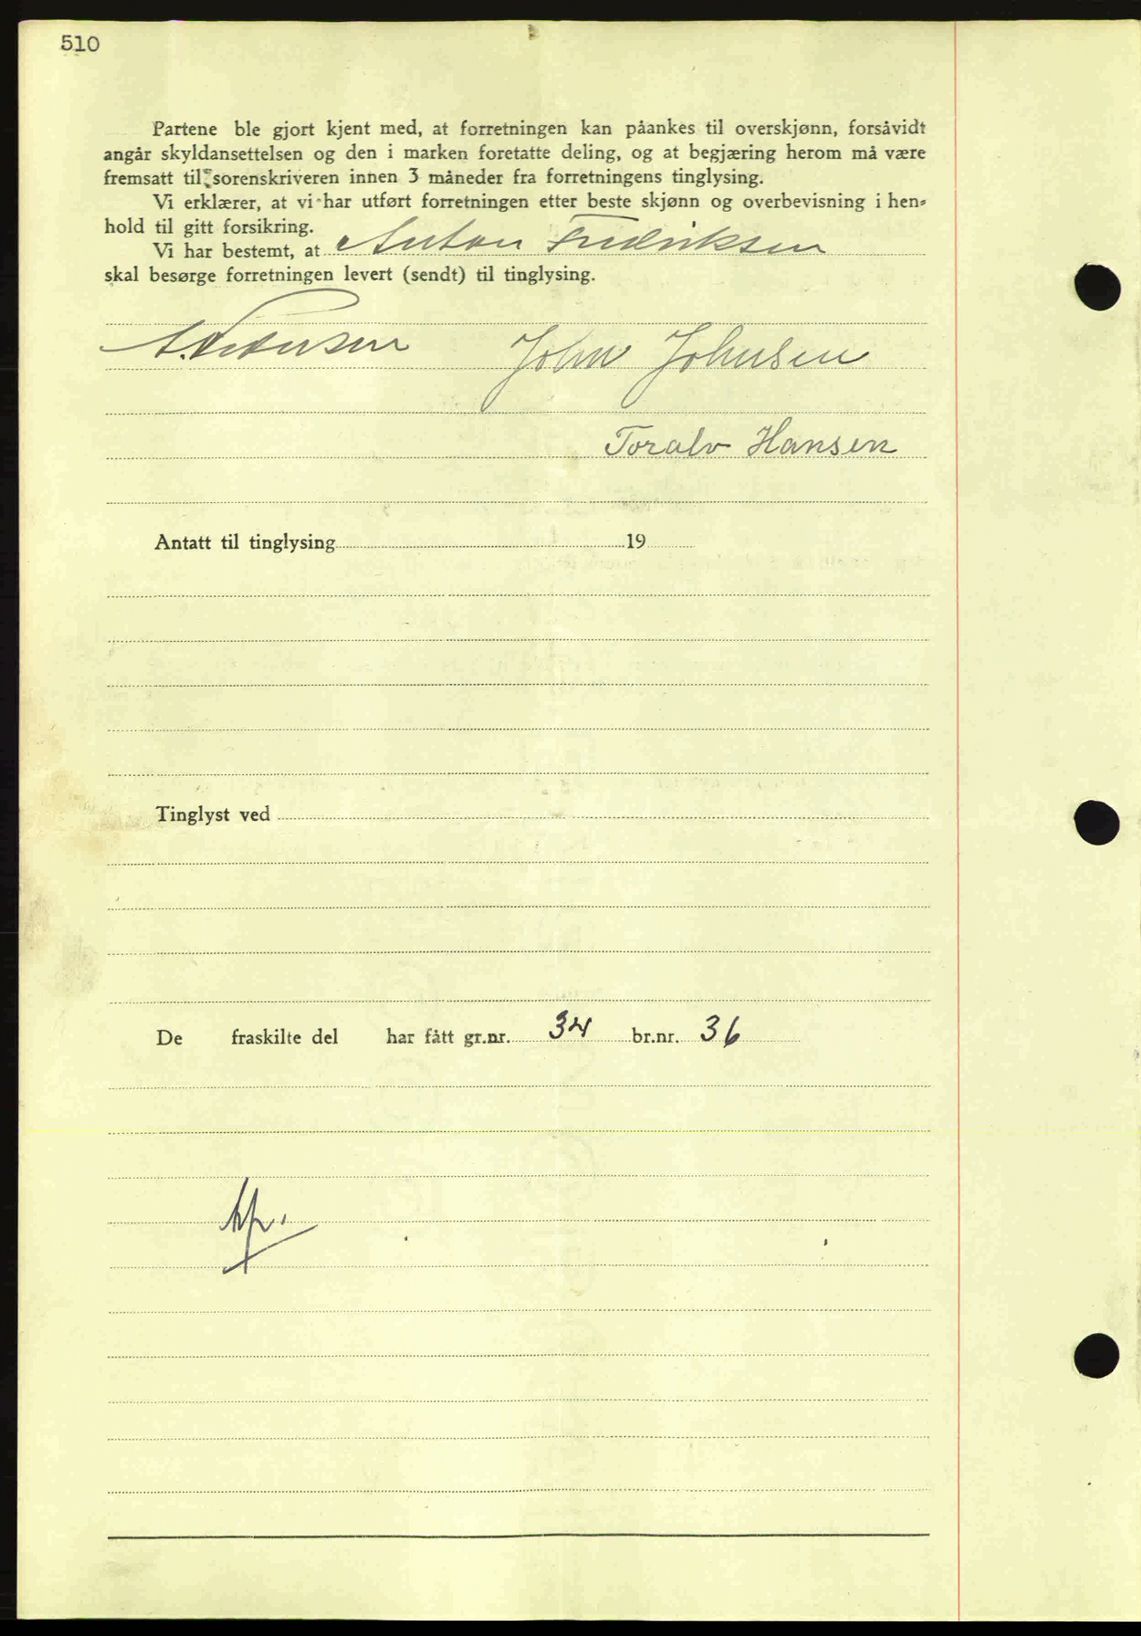 510
Partene ble gjort kjent med, at forretningen kan påankes til overskjønn, forsåvidt
angår skyldansettelsen og den i marken foretatte deling, og at begjæring herom må være
fremsatt til sorenskriveren innen 3 måneder fra forretningens tinglysing.
Vi erklærer, at vi har utført forretningen etter beste skjønn og overbevisning i hen-
hold til gitt forsikring.
Vi har bestemt, at Anton Fredriksen
skal besørge forretningen levert (sendt) til tinglysing.
John Johnsen
Toralv Hansen
Antatt til tinglysing 19
Tinglyst ved
De fraskilte del har fått gr.nr. 34 br.nr. 36